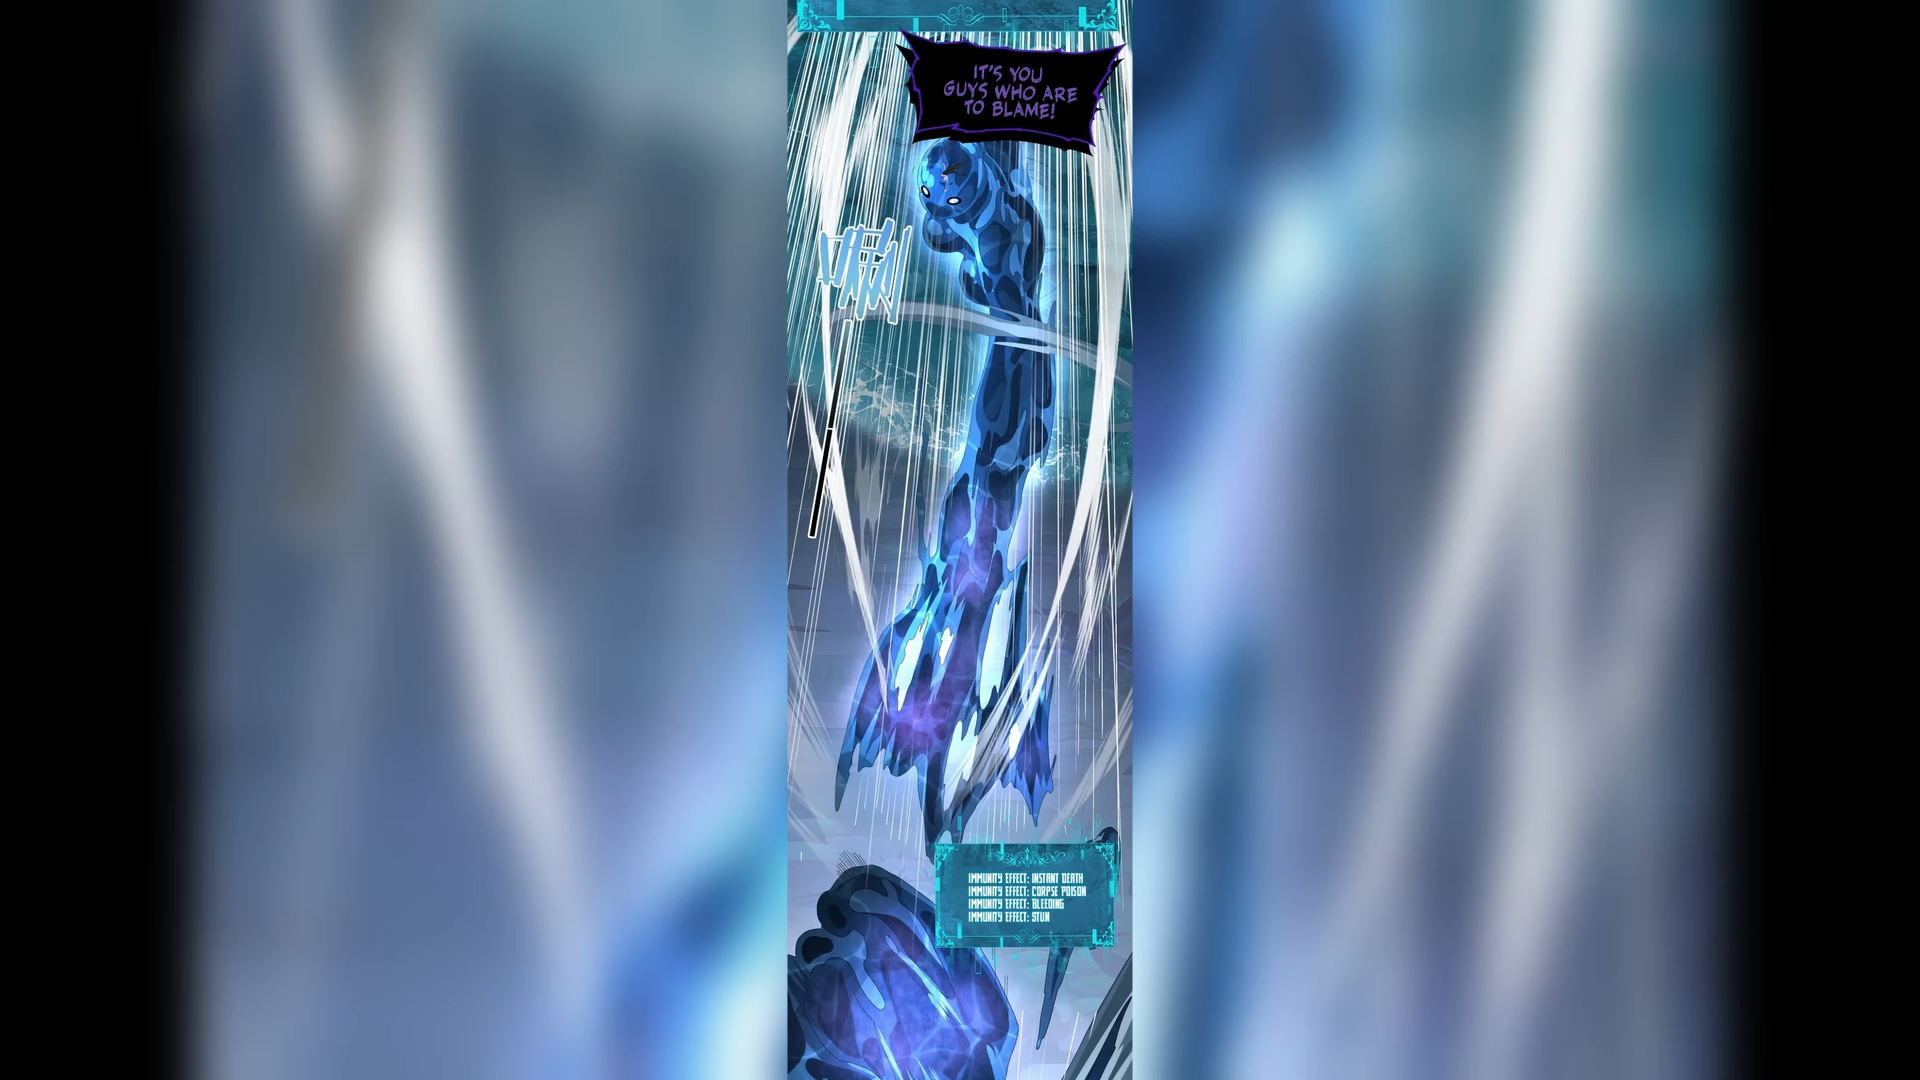 IT'S YOU
GUYS WHO ARE
TO BLAME!
IMMUNITY EFFECT: INSTANT DEATH
IMMUNITY EFFECT: CORPSE POISON
IMMUNITY EFFECT: BLEEDING
IMMUNITY EFFECT: STUN